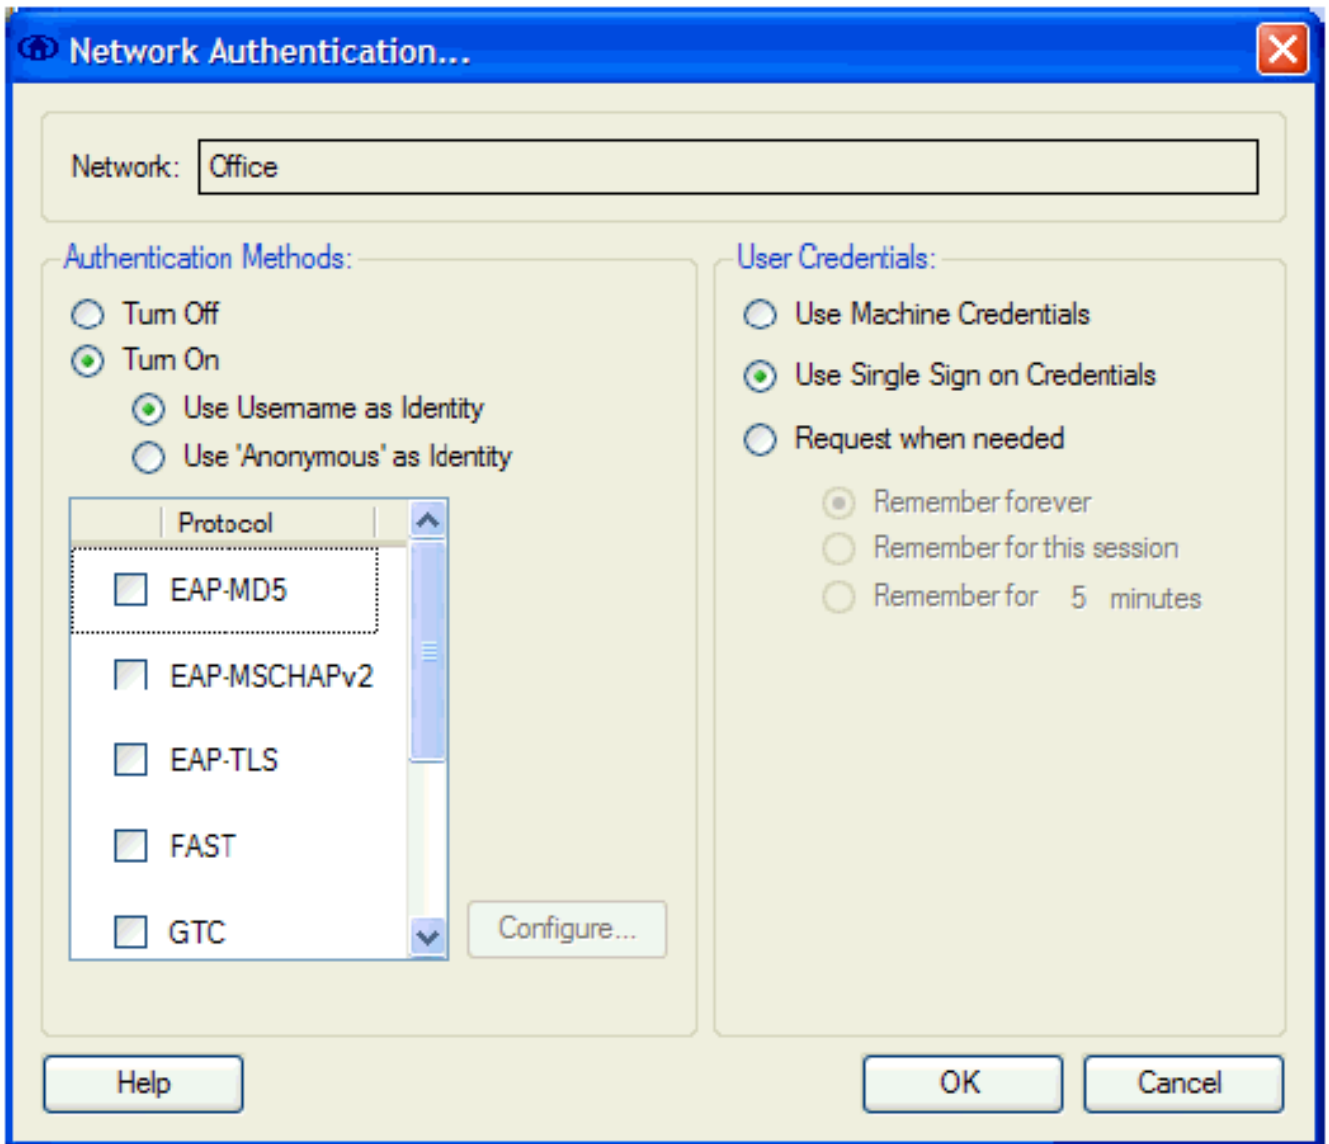 Network Authentication...
Network: Office
Authentication Methods:
Turn Off
Turn On
Use Username as Identity
Use 'Anonymous' as Identity
Protocol
EAP-MD5
EAP-MSCHAPv2
EAP-TLS
FAST
GTC
Configure...
User Credentials:
Use Machine Credentials
Use Single Sign on Credentials
Request when needed
Remember forever
Remember for this session
Remember for 5 minutes
Help
OK
Cancel